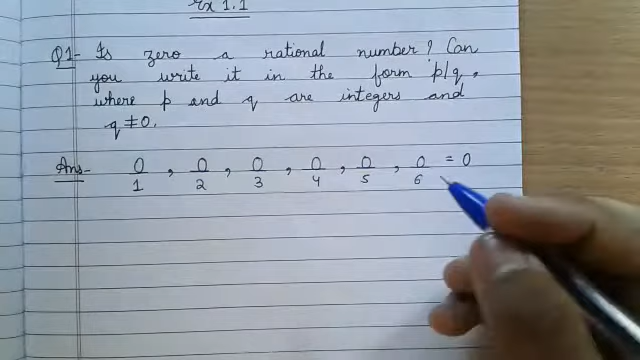 Ex 1.1
Q1- Is zero a rational number? Can
you write it in the form p/q,
where p and q are integers and
q ≠ 0.
Ans- 0/1, 0/2, 0/3, 0/4, 0/5, 0/6 = 0